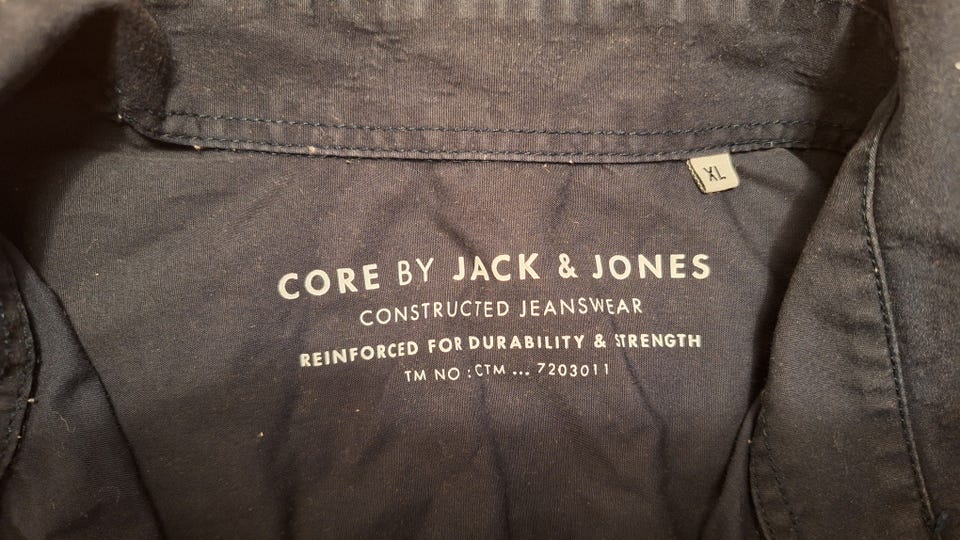 XL
CORE BY JACK & JONES
CONSTRUCTED JEANSWEAR
REINFORCED FOR DURABILITY & STRENGTH
TM NO : CTM ... 7203011